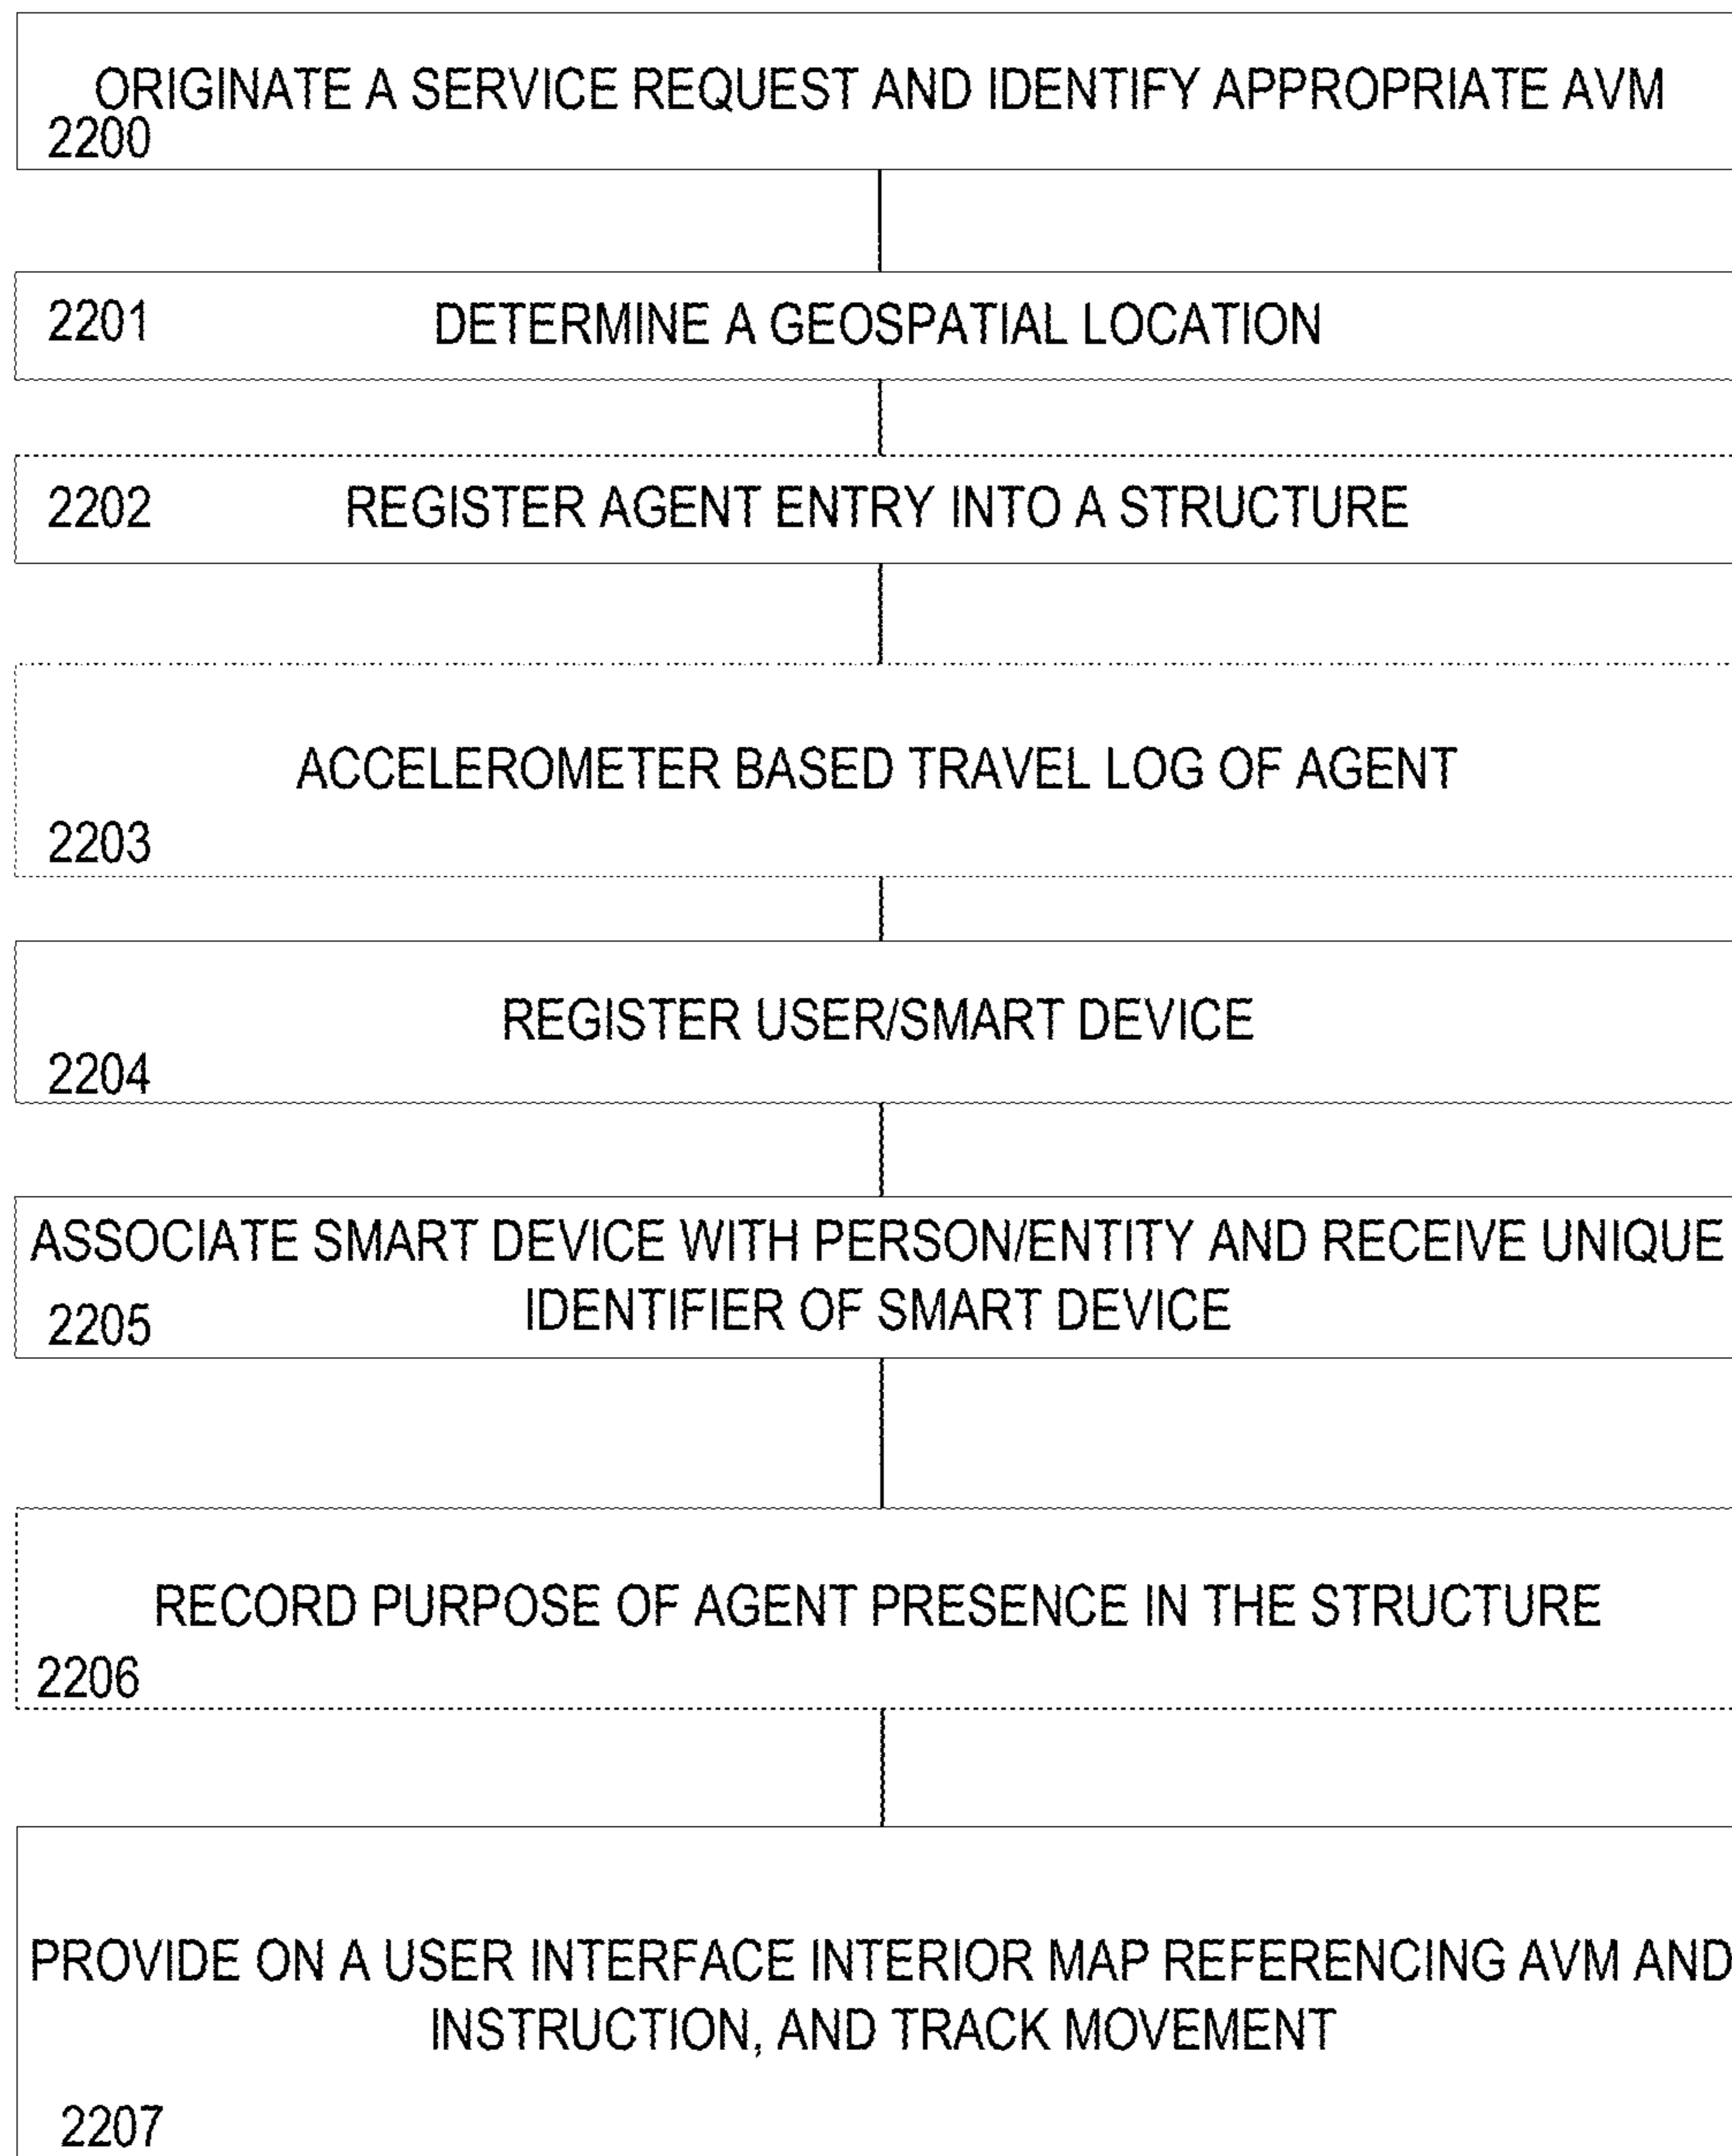 ORIGINATE A SERVICE REQUEST AND IDENTIFY APPROPRIATE AVM
2200
2201 DETERMINE A GEOSPATIAL LOCATION
2202 REGISTER AGENT ENTRY INTO A STRUCTURE
ACCELEROMETER BASED TRAVEL LOG OF AGENT
2203
REGISTER USER/SMART DEVICE
2204
ASSOCIATE SMART DEVICE WITH PERSON/ENTITY AND RECEIVE UNIQUE
IDENTIFIER OF SMART DEVICE
2205
RECORD PURPOSE OF AGENT PRESENCE IN THE STRUCTURE
2206
PROVIDE ON A USER INTERFACE INTERIOR MAP REFERENCING AVM AND
INSTRUCTION, AND TRACK MOVEMENT
2207